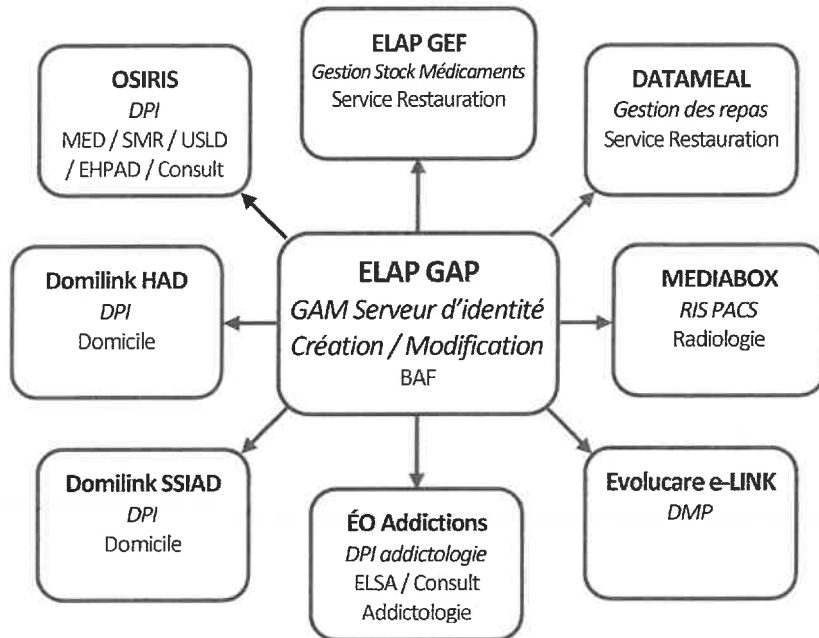 ELAP GEF
Gestion Stock Médicaments
Service Restauration
OSIRIS
DPI
MED / SMR / USLD
/ EHPAD / Consult
DATAMEAL
Gestion des repas
Service Restauration
Domilink HAD
DPI
Domicile
ELAP GAP
GAM Serveur d'identité
Création / Modification
BAF
MEDIABOX
RIS PACS
Radiologie
Domilink SSIAD
DPI
Domicile
ÉO Addictions
DPI addictologie
ELSA / Consult
Addictologie
Evolucare e-LINK
DMP